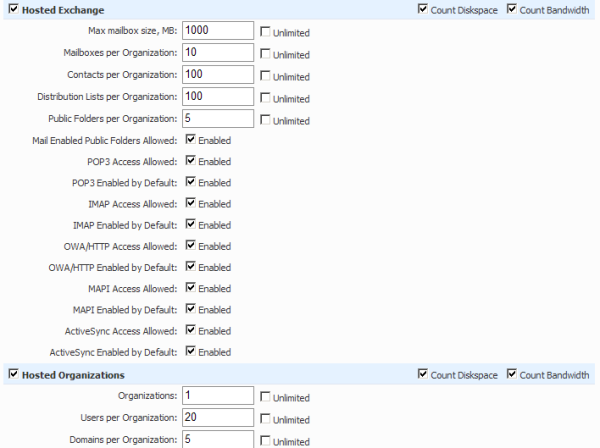 Hosted Exchange Count Diskspace Count Bandwidth
Max mailbox size, MB: 1000 Unlimited
Mailboxes per Organization: 10 Unlimited
Contacts per Organization: 100 Unlimited
Distribution Lists per Organization: 100 Unlimited
Public Folders per Organization: 5 Unlimited
Mail Enabled Public Folders Allowed: Enabled
POP3 Access Allowed: Enabled
POP3 Enabled by Default: Enabled
IMAP Access Allowed: Enabled
IMAP Enabled by Default: Enabled
OWA/HTTP Access Allowed: Enabled
OWA/HTTP Enabled by Default: Enabled
MAPI Access Allowed: Enabled
MAPI Enabled by Default: Enabled
ActiveSync Access Allowed: Enabled
ActiveSync Enabled by Default: Enabled
Hosted Organizations Count Diskspace Count Bandwidth
Organizations: 1 Unlimited
Users per Organization: 20 Unlimited
Domains per Organization: 5 Unlimited